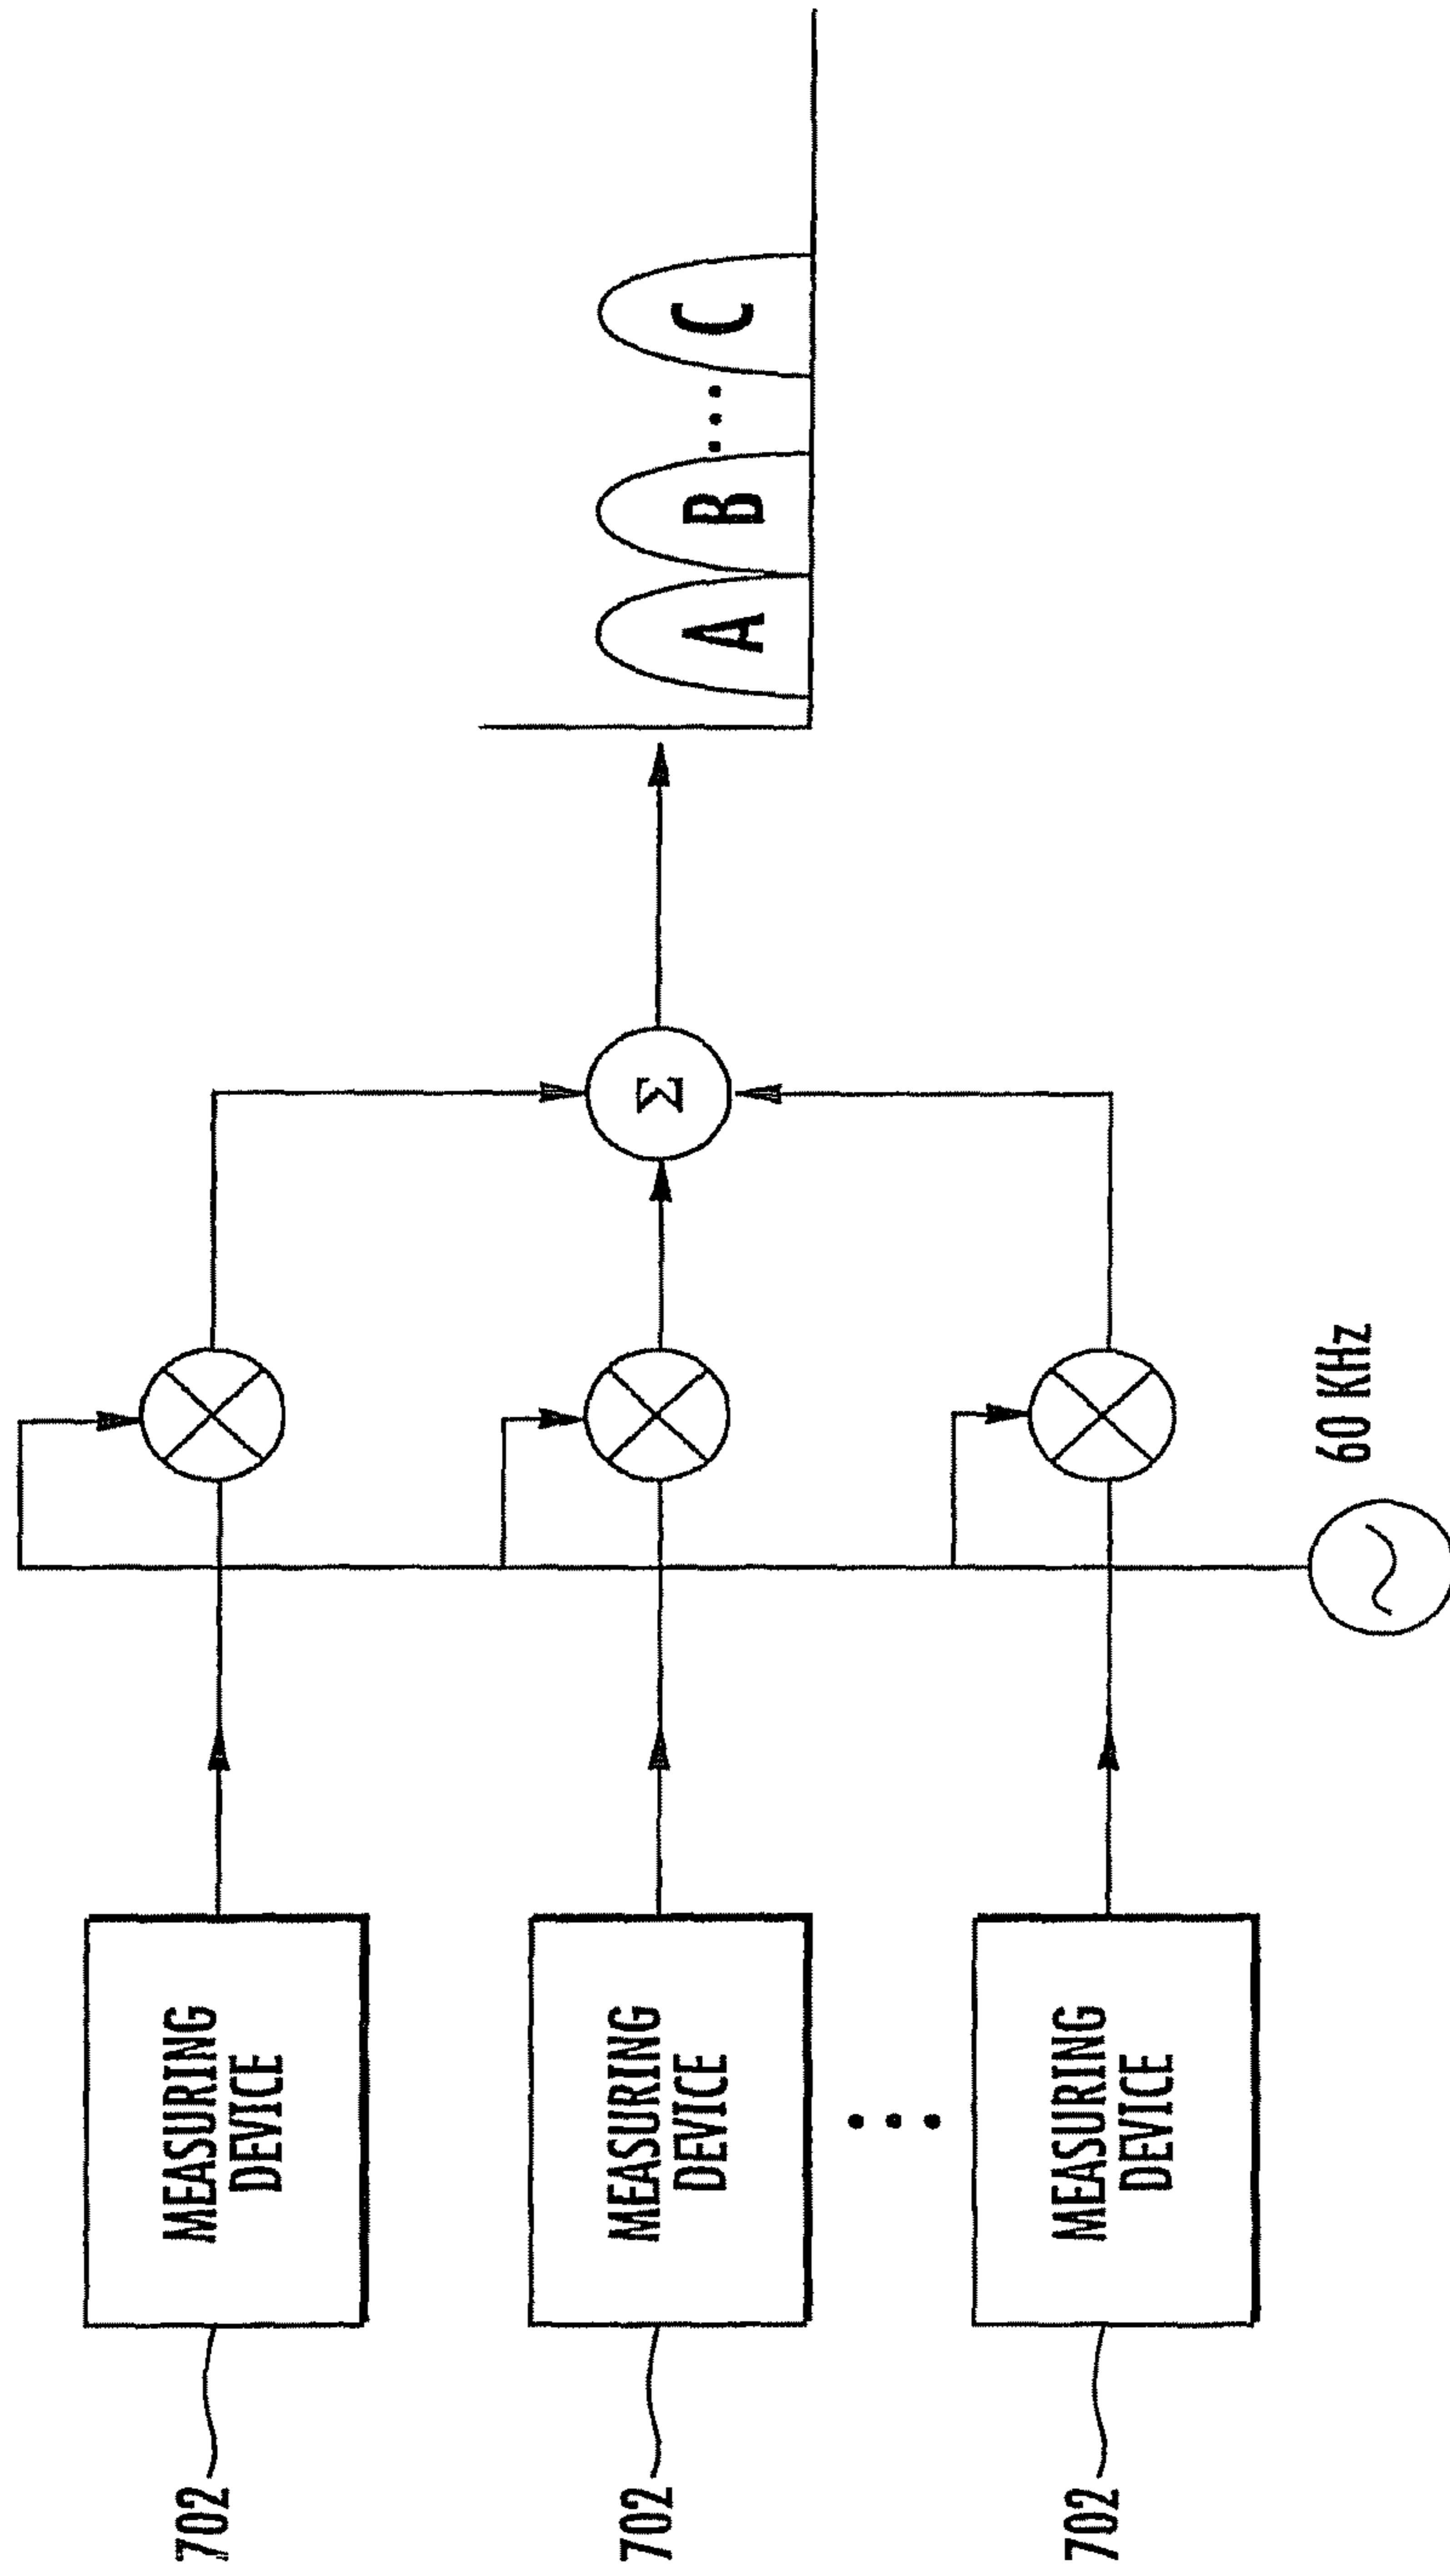 702
MEASURING
DEVICE
702
MEASURING
DEVICE
702
MEASURING
DEVICE
60 KHz
Σ
A B ... C